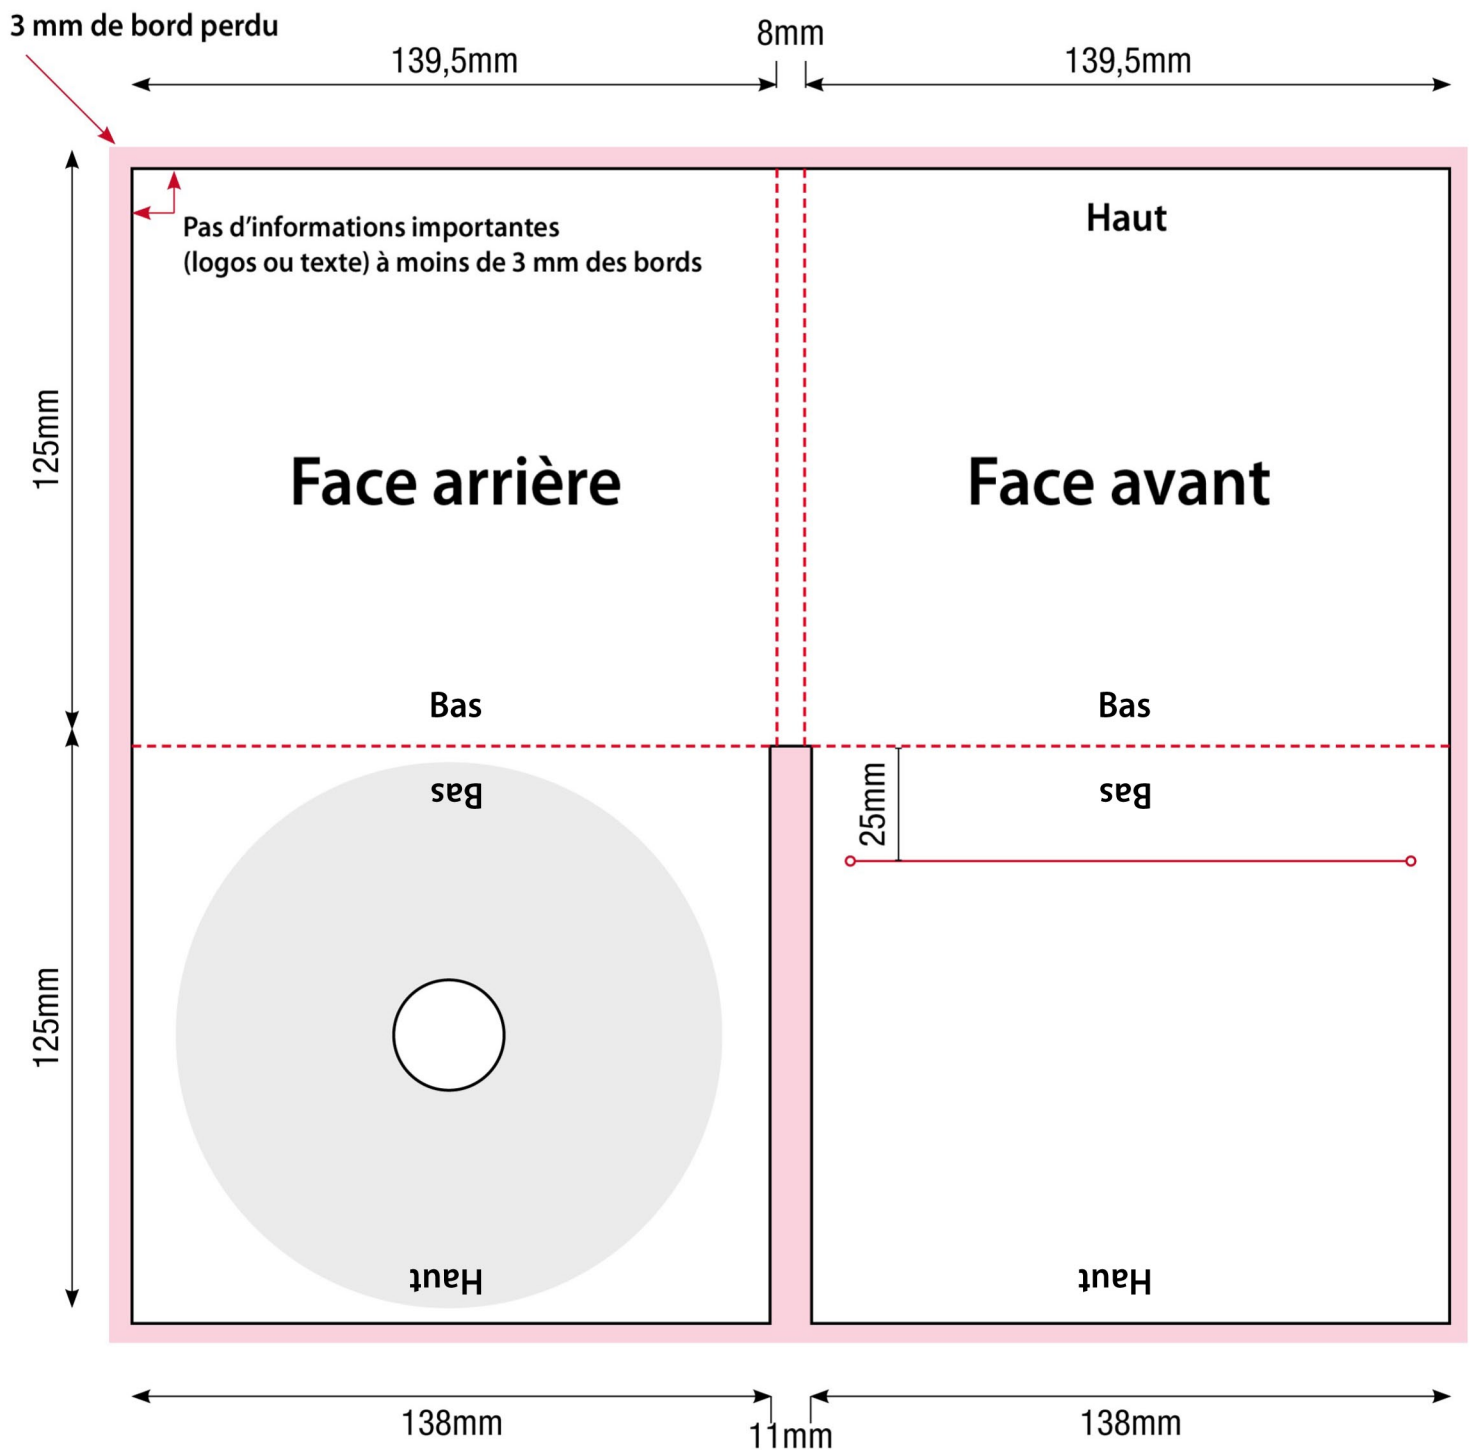 3 mm de bord perdu
139,5mm
8mm
139,5mm
Pas d’informations importantes
(logos ou texte) à moins de 3 mm des bords
Haut
125mm
Face arrière
Face avant
Bas
Bas
Bas
25mm
Bas
125mm
Haut
Haut
138mm
11mm
138mm